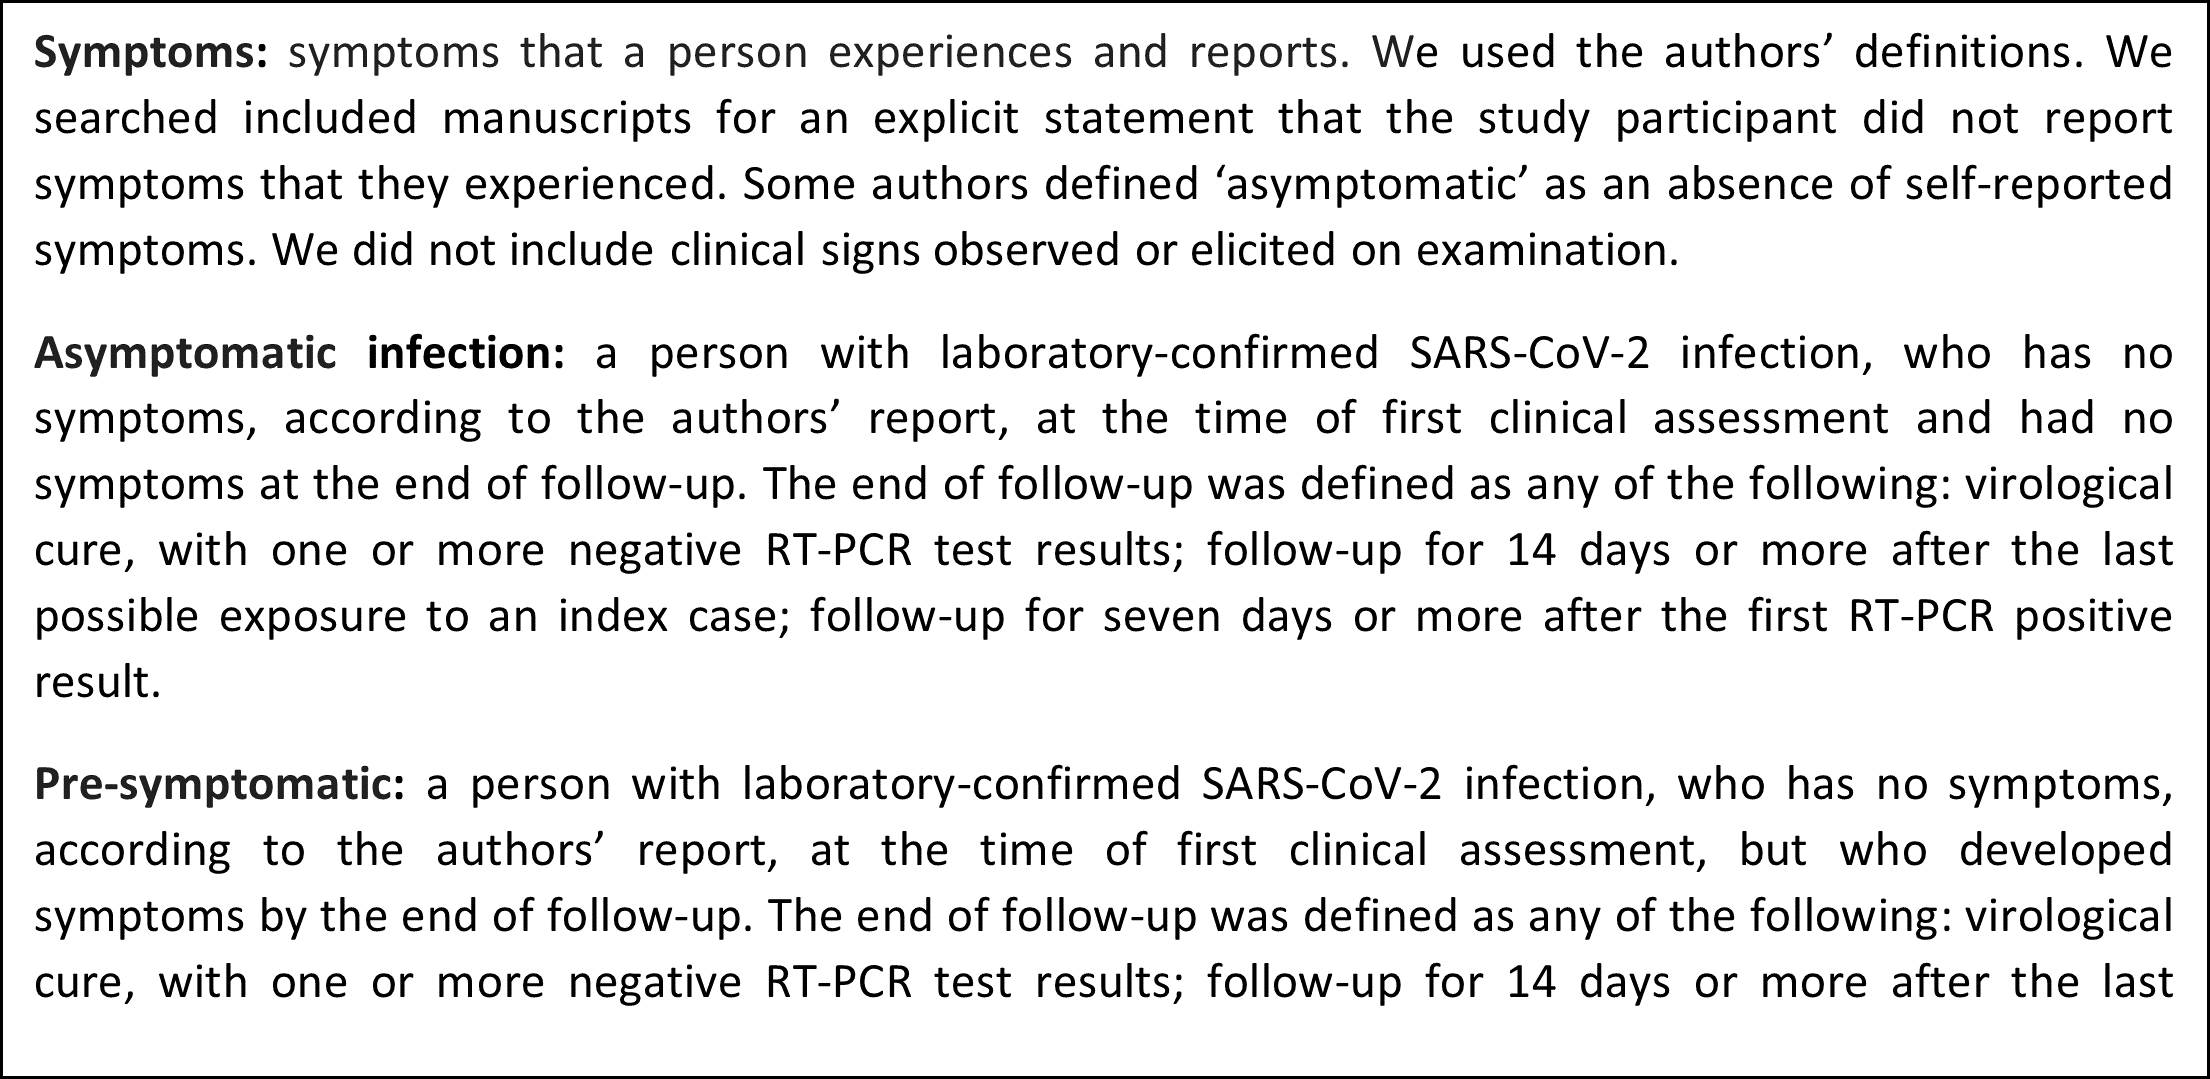 Symptoms: symptoms that a person experiences and reports. We used the authors’ definitions. We
searched included manuscripts for an explicit statement that the study participant did not report
symptoms that they experienced. Some authors defined ‘asymptomatic’ as an absence of self-reported
symptoms. We did not include clinical signs observed or elicited on examination.
Asymptomatic infection: a person with laboratory-confirmed SARS-CoV-2 infection, who has no
symptoms, according to the authors’ report, at the time of first clinical assessment and had no
symptoms at the end of follow-up. The end of follow-up was defined as any of the following: virological
cure, with one or more negative RT-PCR test results; follow-up for 14 days or more after the last
possible exposure to an index case; follow-up for seven days or more after the first RT-PCR positive
result.
Pre-symptomatic: a person with laboratory-confirmed SARS-CoV-2 infection, who has no symptoms,
according to the authors’ report, at the time of first clinical assessment, but who developed
symptoms by the end of follow-up. The end of follow-up was defined as any of the following: virological
cure, with one or more negative RT-PCR test results; follow-up for 14 days or more after the last